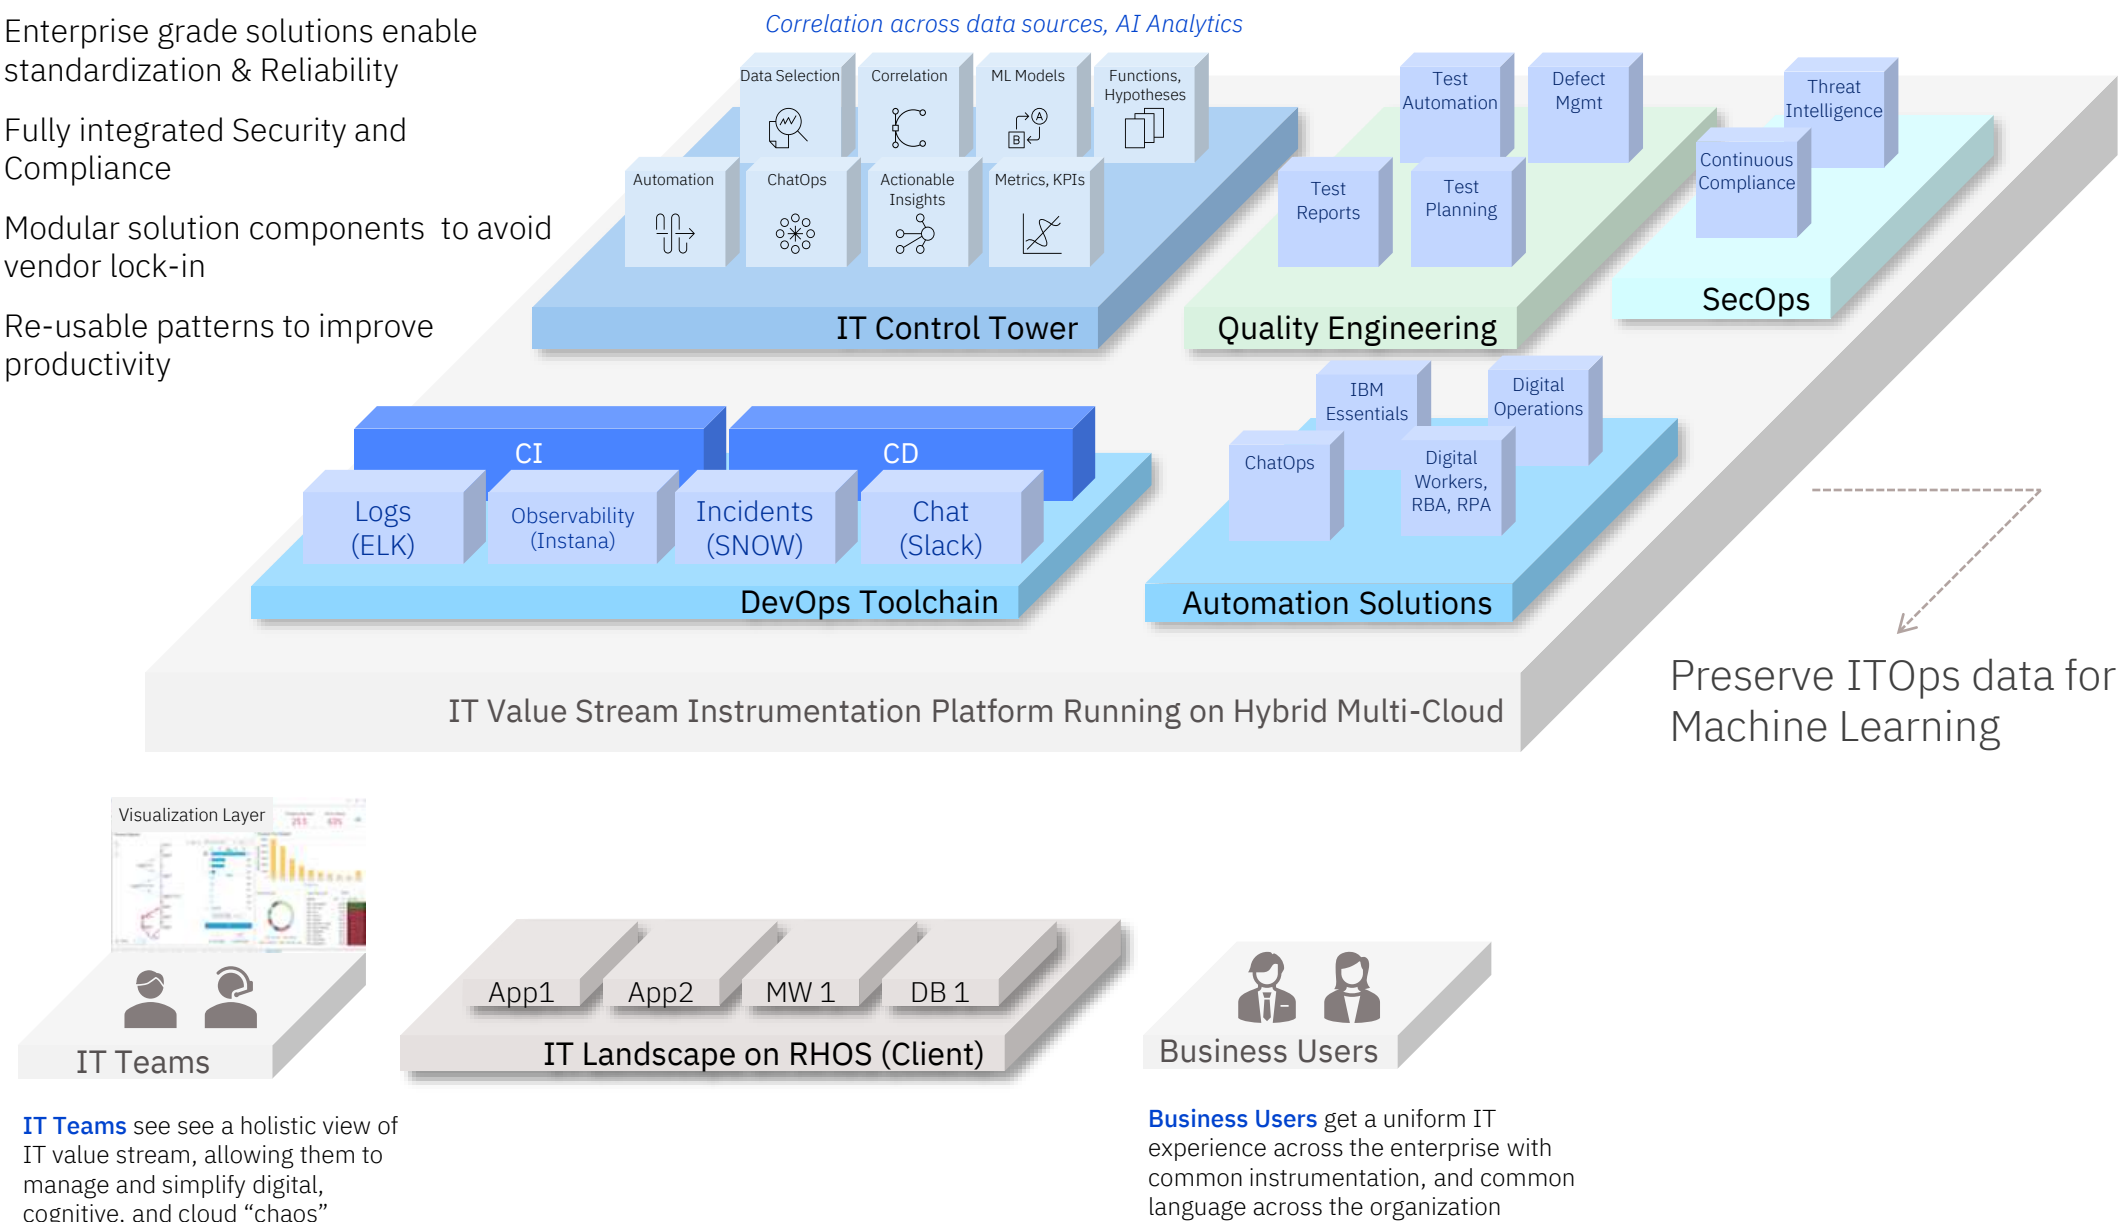 Enterprise grade solutions enable
standardization & Reliability
Fully integrated Security and
Compliance
Modular solution components  to avoid
vendor lock-in
Re-usable patterns to improve
productivity
Correlation across data sources, AI Analytics
Data Selection
Correlation
ML Models
Functions,
Hypotheses
A
B
Automation
ChatOps
Actionable
Insights
Metrics, KPIs
IT Control Tower
Test
Automation
Defect
Mgmt
Test
Reports
Test
Planning
Quality Engineering
Threat
Intelligence
Continuous
Compliance
SecOps
CI
CD
Logs
(ELK)
Observability
(Instana)
Incidents
(SNOW)
Chat
(Slack)
DevOps Toolchain
IBM
Essentials
Digital
Operations
ChatOps
Digital
Workers,
RBA, RPA
Automation Solutions
IT Value Stream Instrumentation Platform Running on Hybrid Multi-Cloud
Preserve ITOps data for
Machine Learning
Visualization Layer
IT Teams
App1
App2
MW 1
DB 1
IT Landscape on RHOS (Client)
Business Users
IT Teams see see a holistic view of
IT value stream, allowing them to
manage and simplify digital,
cognitive, and cloud “chaos”
Business Users get a uniform IT
experience across the enterprise with
common instrumentation, and common
language across the organization